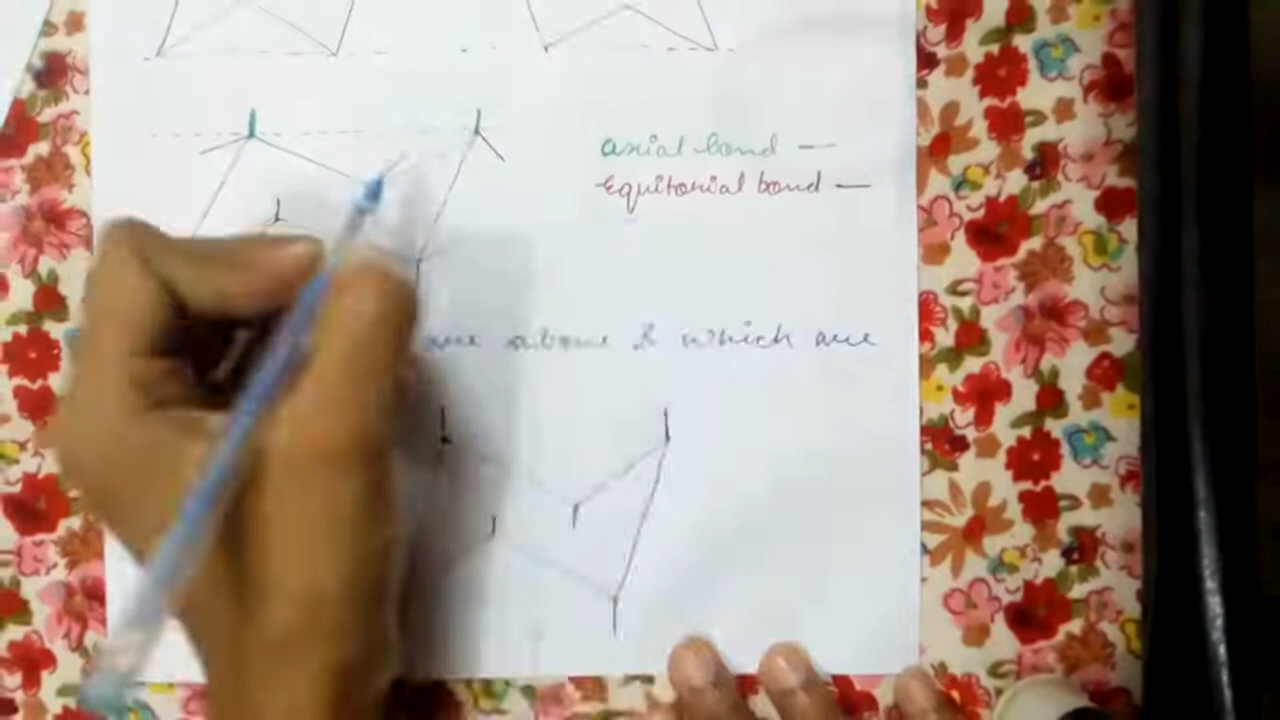 axial bond —
Equitorial bond —
are above & which are